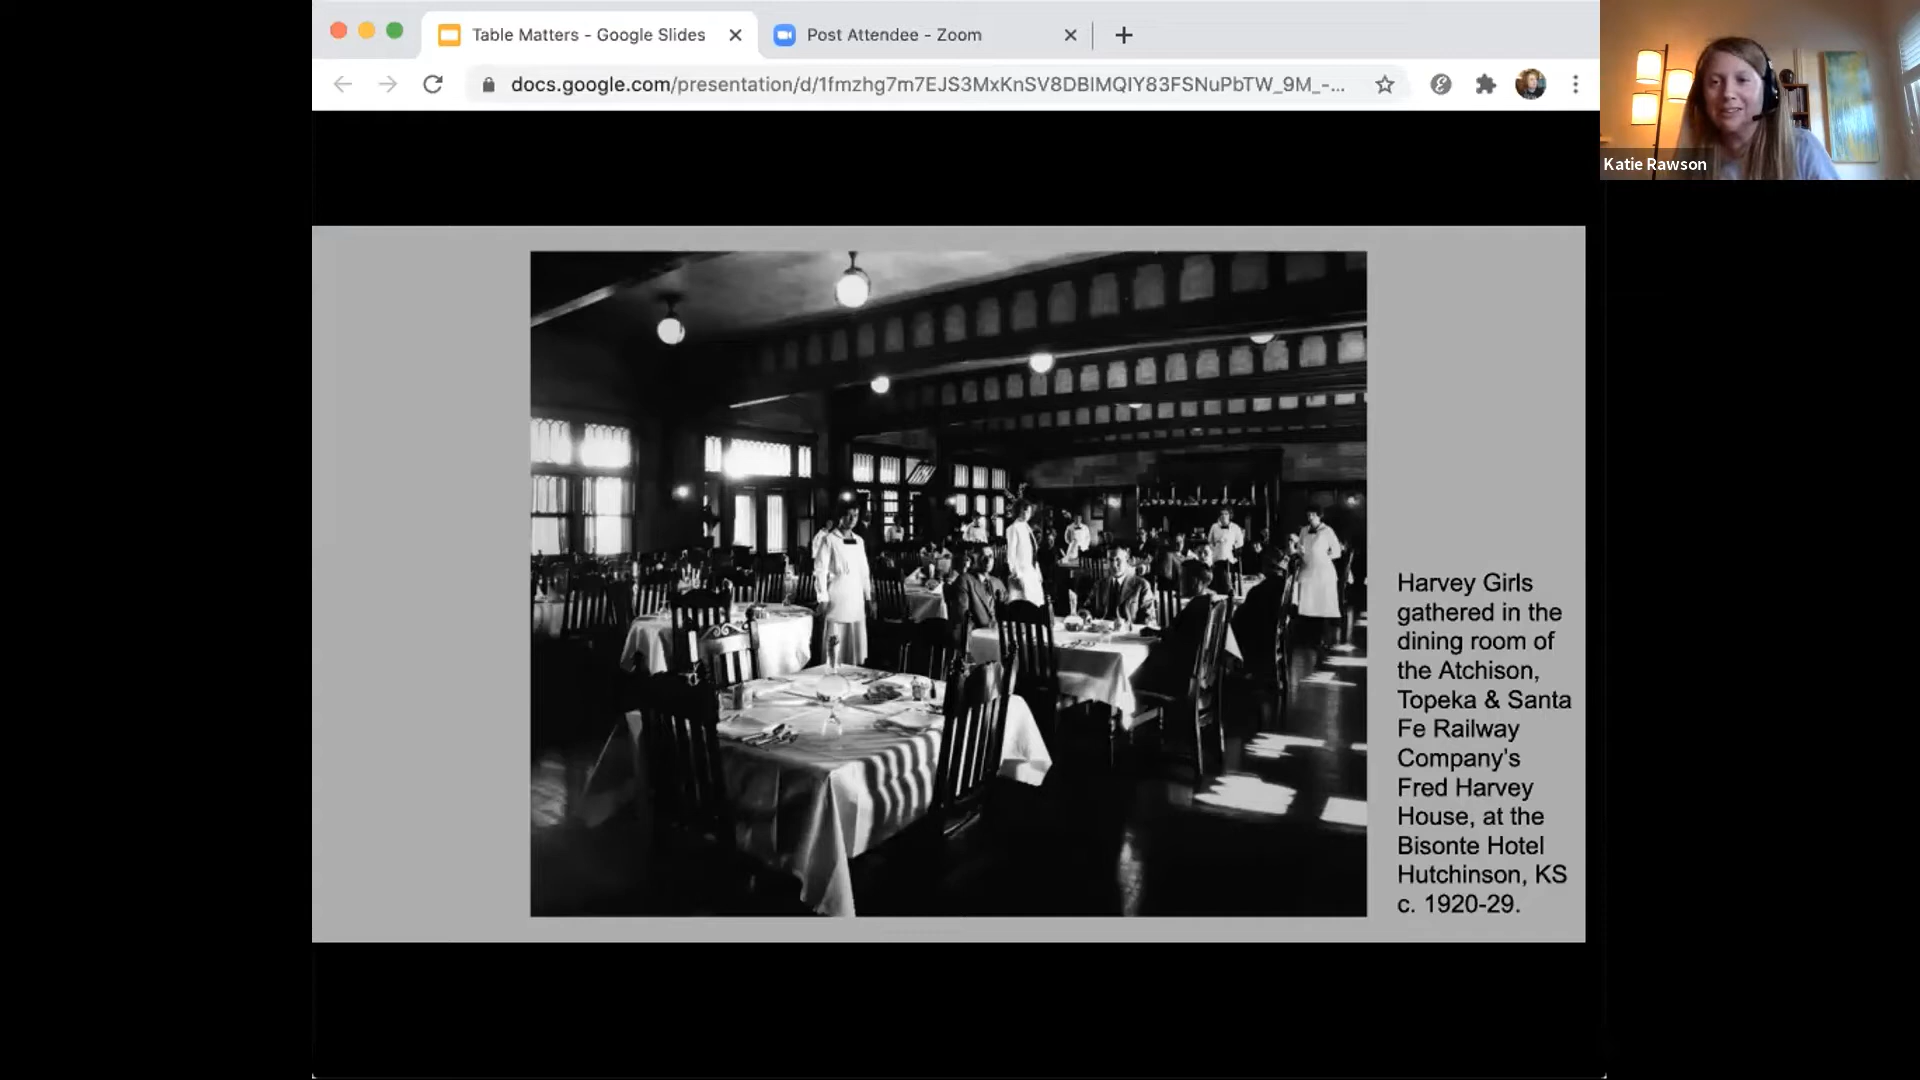 Table Matters - Google Slides
Post Attendee - Zoom
docs.google.com/presentation/d/1fmzhg7m7EJS3MxKnSV8DBIMQIY83FSNuPbTW_9M_-...
Katie Rawson
Harvey Girls
gathered in the
dining room of
the Atchison,
Topeka & Santa
Fe Railway
Company's
Fred Harvey
House, at the
Bisonte Hotel
Hutchinson, KS
c. 1920-29.